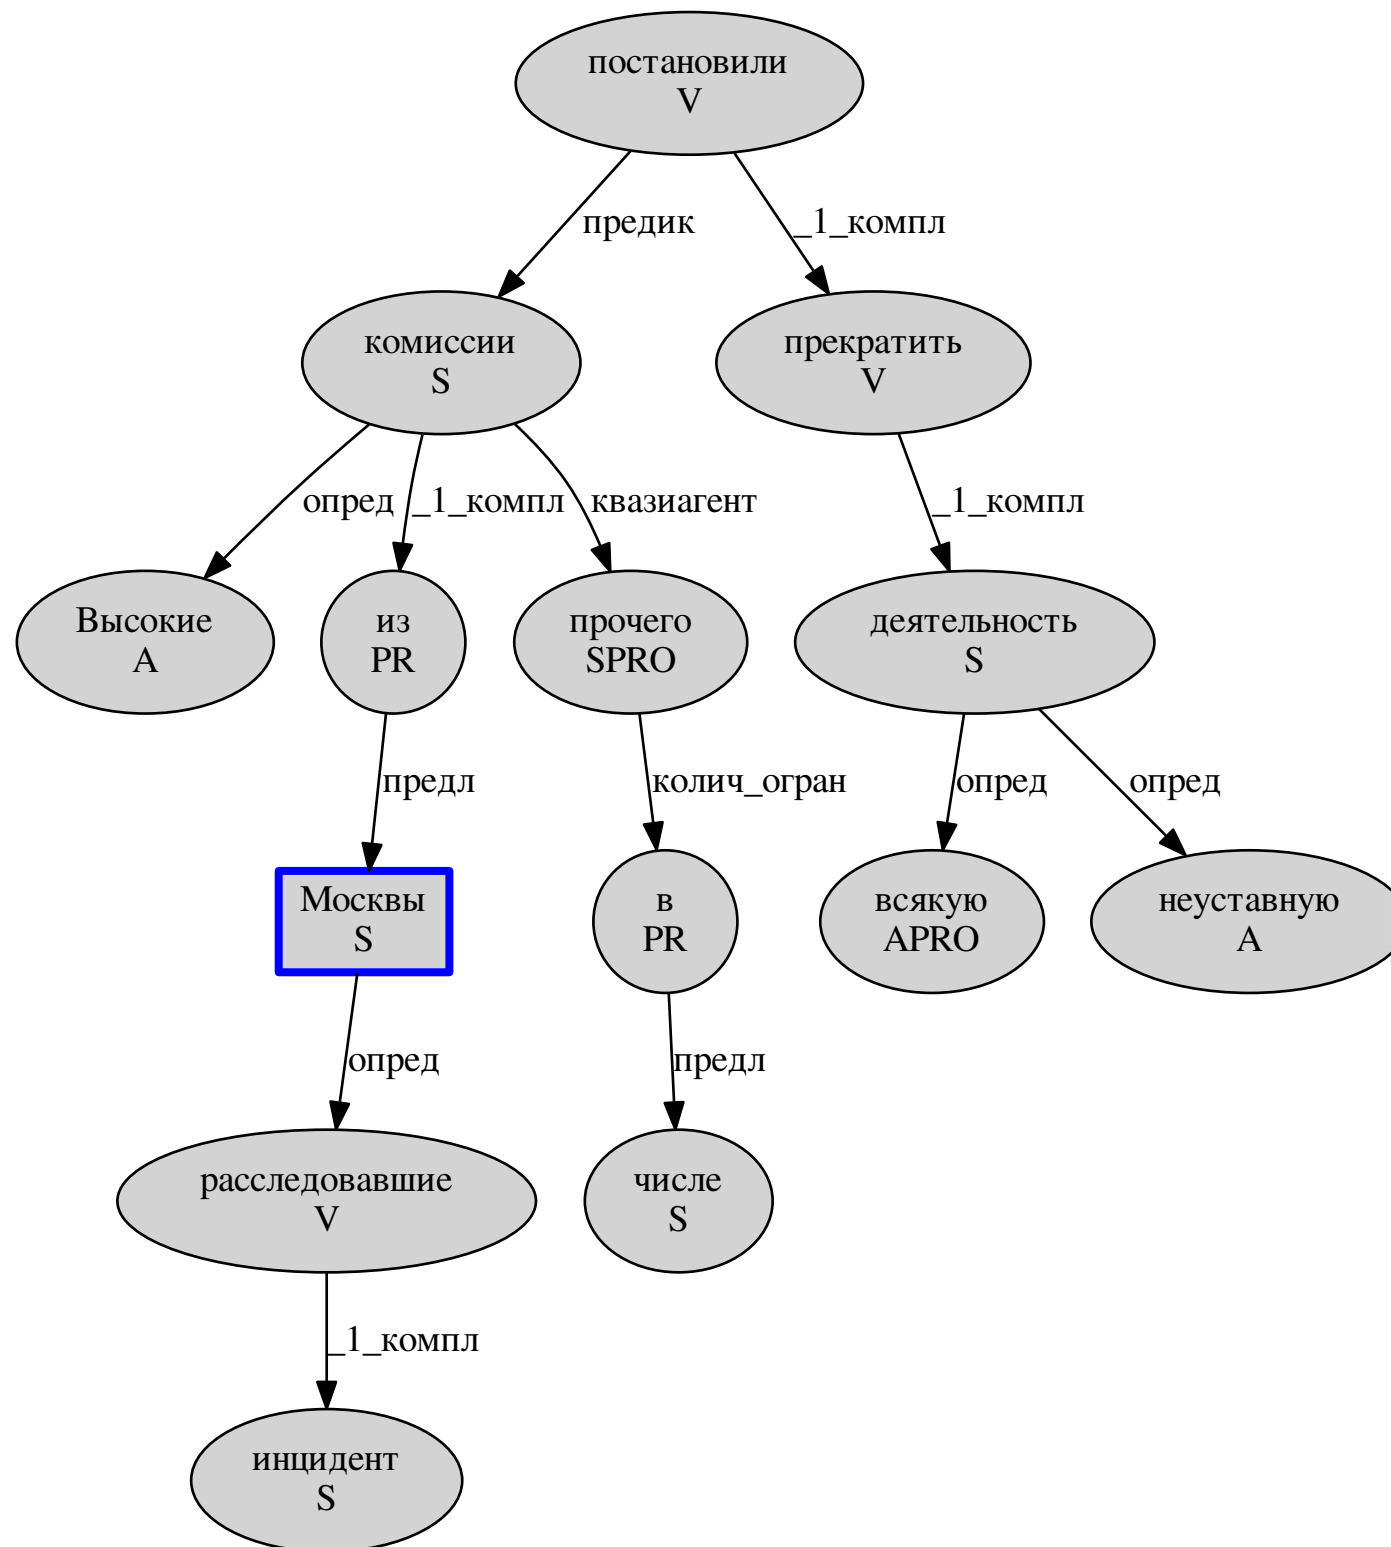 постановили
V
предик
_1_компл
комиссии
S
прекратить
V
опред
_1_компл
квазиагент
_1_компл
Высокие
A
из
PR
прочего
SPRO
деятельность
S
предл
колич_огран
опред
опред
Москвы
S
в
PR
всякую
APRO
неуставную
A
опред
предл
расследовавшие
V
числе
S
_1_компл
инцидент
S